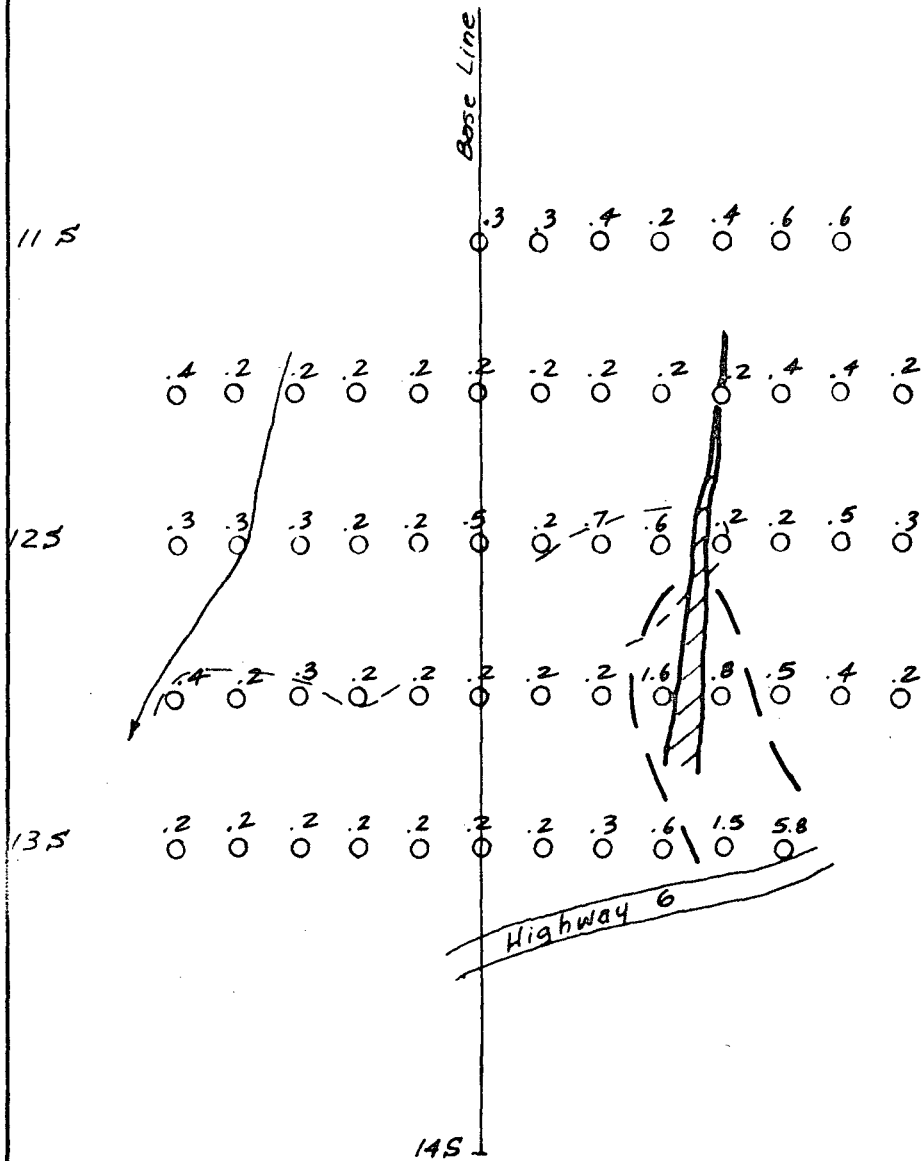 Base Line
.3 .3 .4 .2 .4 .6 .6
11 S
.4 .2 .2 .2 .2 .2 .2 .2 .2 .2 .4 .4 .2
.3 .3 .3 .2 .2 .5 .2 .7 .6 .2 .2 .5 .3
12S
.4 .2 .3 .2 .2 .2 .2 .2 1.6 .8 .5 .4 .2
.2 .2 .2 .2 .2 .2 .2 .3 .6 1.5 5.8
13S
Highway 6
14S